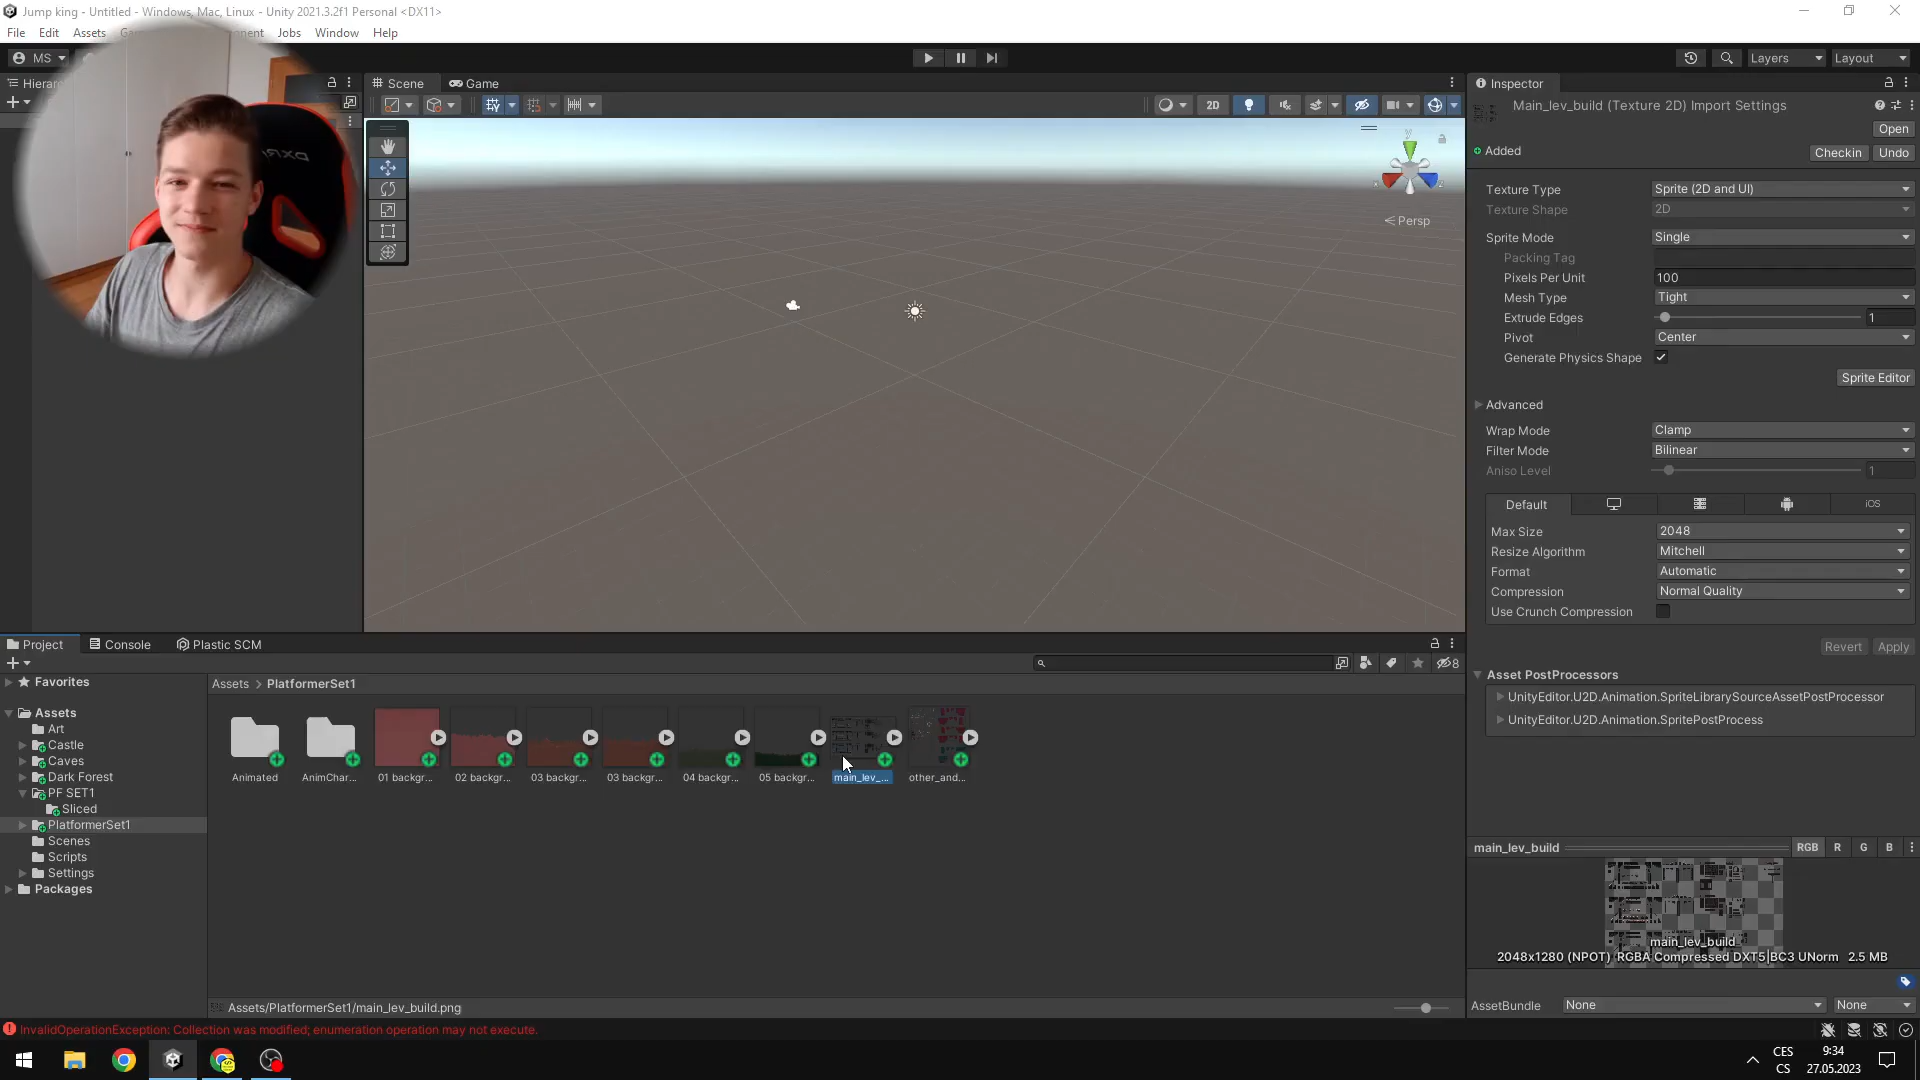 Jump king - Untitled - Windows, Mac, Linux - Unity 2021.3.2f1 Personal <DX11>
File Edit Assets Jobs Window Help
MS Layers Layout
Scene Game
2D
y
Persp
Inspector
Main_lev_build (Texture 2D) Import Settings
Open
Added Checkin Undo
Texture Type Sprite (2D and UI)
Texture Shape 2D
Sprite Mode Single
Packing Tag
Pixels Per Unit 100
Mesh Type Tight
Extrude Edges 1
Pivot Center
Generate Physics Shape
Sprite Editor
Advanced
Wrap Mode Clamp
Filter Mode Bilinear
Aniso Level 1
Default iOS
Max Size 2048
Resize Algorithm Mitchell
Format Automatic
Compression Normal Quality
Use Crunch Compression
Revert Apply
Asset PostProcessors
UnityEditor.U2D.Animation.SpriteLibrarySourceAssetPostProcessor
UnityEditor.U2D.Animation.SpritePostProcess
main_lev_build RGB R G B
main_lev_build
2048x1280 (NPOT) RGBA Compressed DXT5|BC3 UNorm 2.5 MB
AssetBundle None None
Project Console Plastic SCM
8
Favorites
Assets
Art
Castle
Caves
Dark Forest
PF SET1
Sliced
PlatformerSet1
Scenes
Scripts
Settings
Packages
Assets > PlatformerSet1
Animated AnimChar... 01 backgr... 02 backgr... 03 backgr... 03 backgr... 04 backgr... 05 backgr... main_lev_... other_and...
Assets/PlatformerSet1/main_lev_build.png
InvalidOperationException: Collection was modified; enumeration operation may not execute.
CES
CS
9:34
27.05.2023